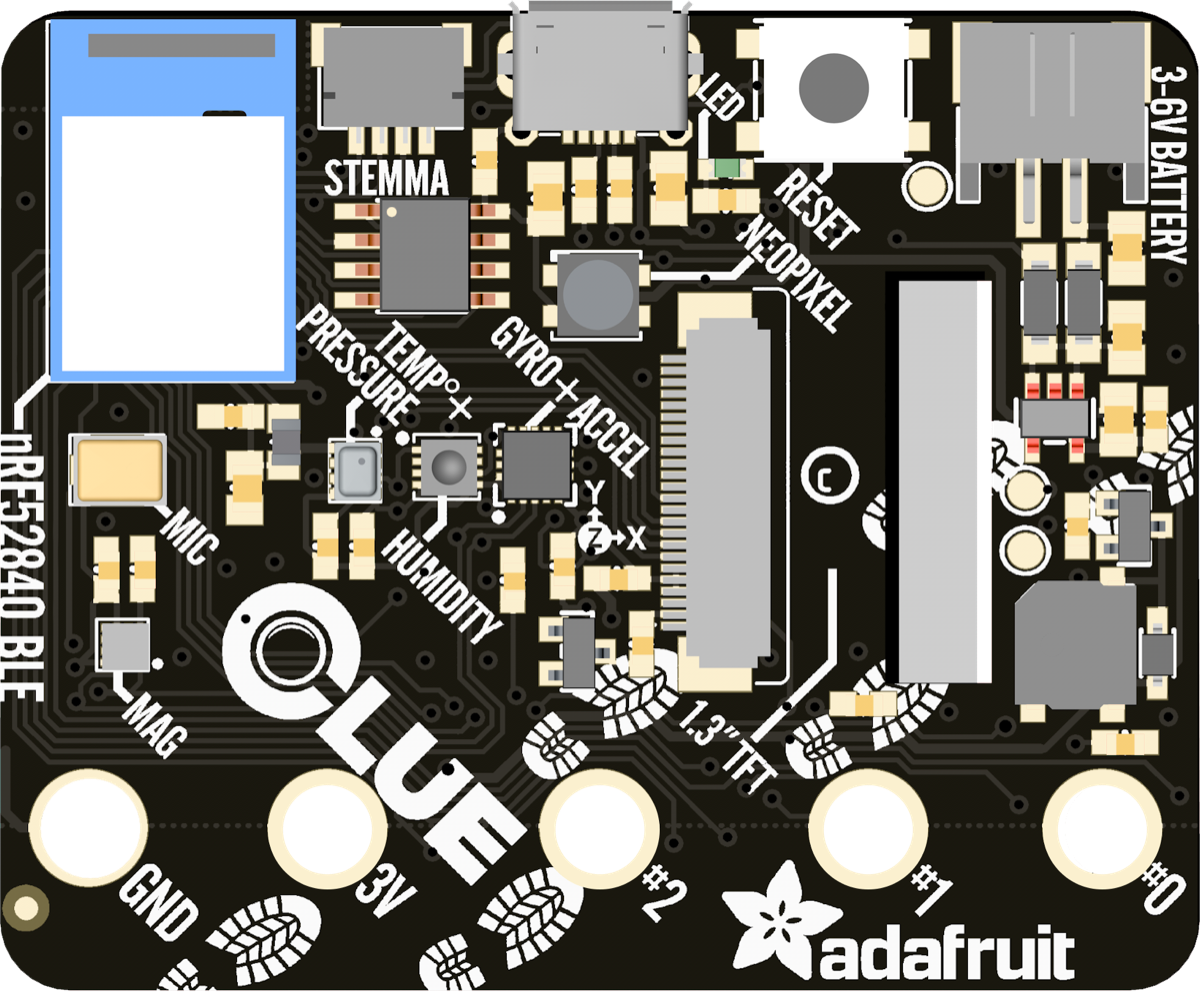 LED
3-6V BATTERY
STEMMA
RESET
NEOPIXEL
PRESSURE
TEMP°+
GYRO+ACCEL
nRF52840 BLE
MIC
HUMIDITY
Y
Z
X
MAG
CLUE
1.3" TFT
GND
3V
#2
#1
#0
adafruit